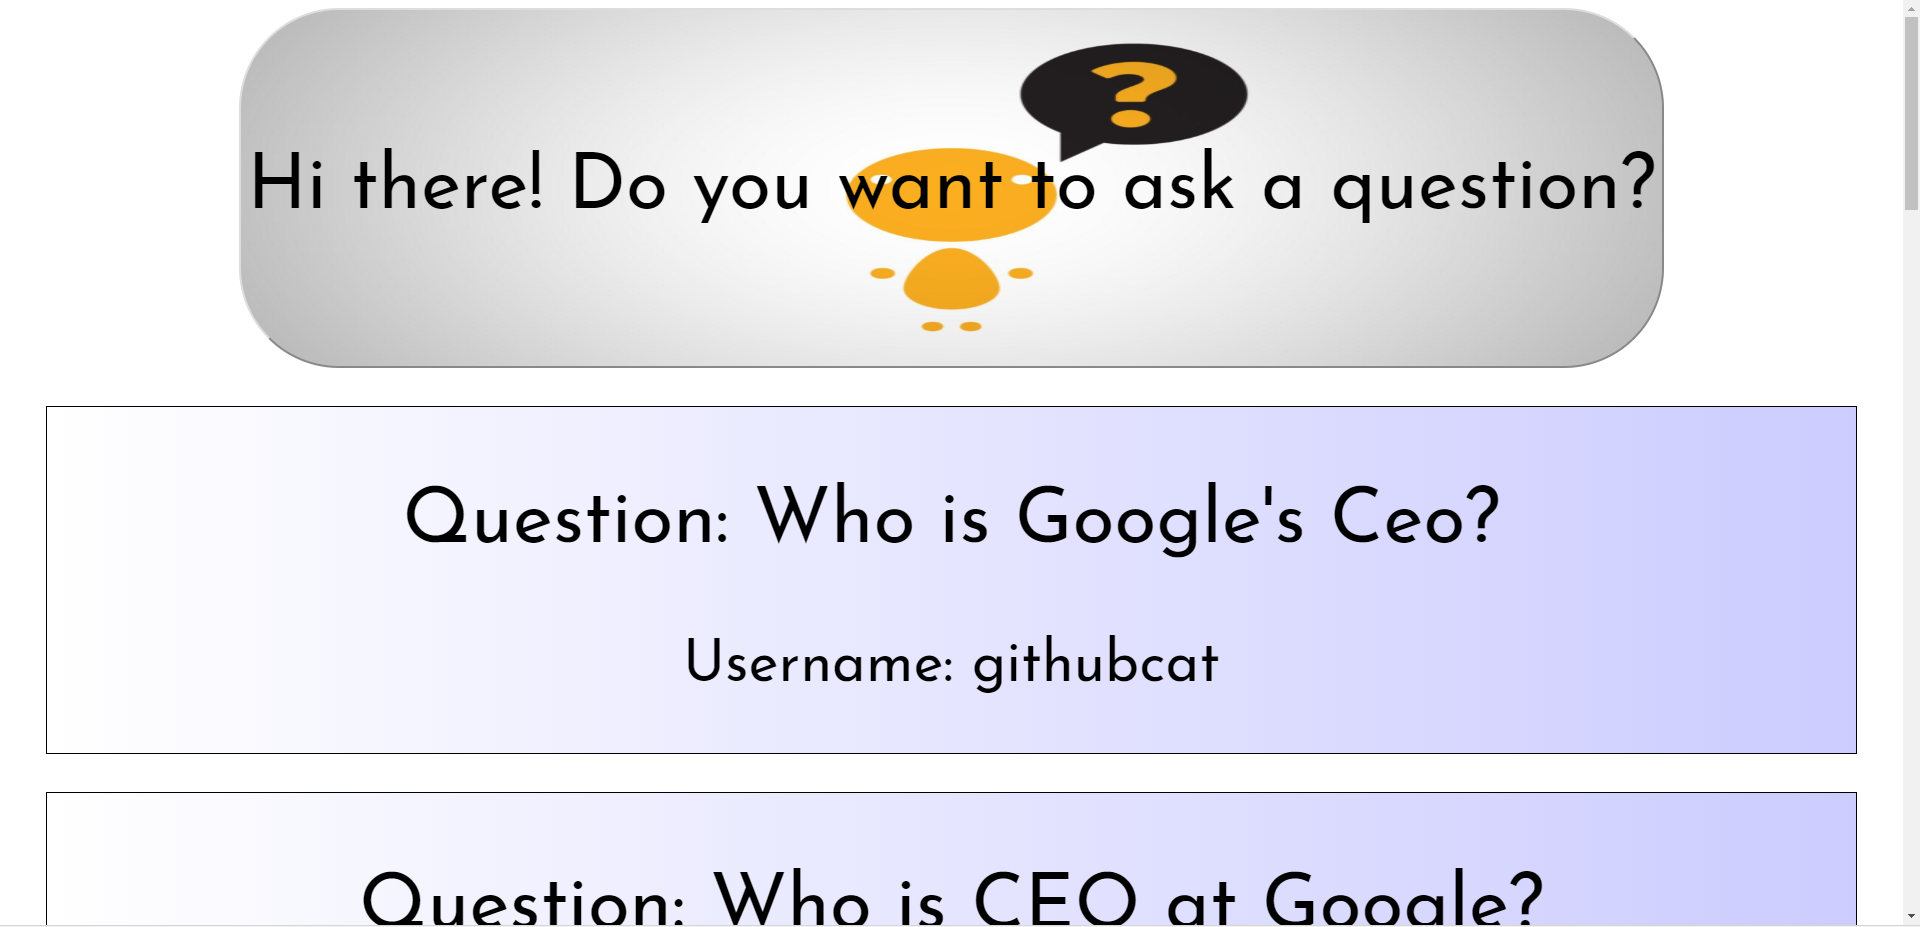 ?
Hi there! Do you want to ask a question?
Question: Who is Google's Ceo?
Username: githubcat
Question: Who is CEO at Google?